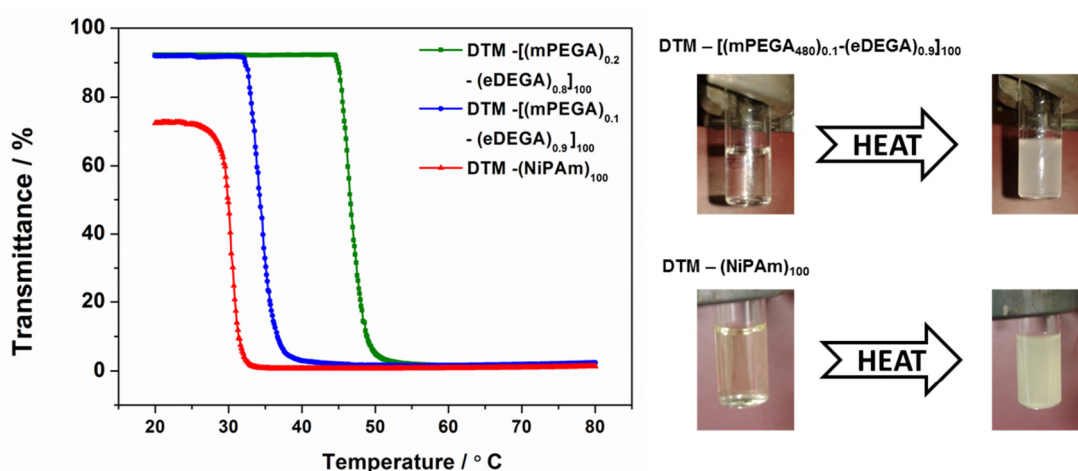 100
80
60
40
20
0
Transmittance / %
20 30 40 50 60 70 80
Temperature / ° C
DTM -[(mPEGA)0.2
- (eDEGA)0.8]100
DTM -[(mPEGA)0.1
- (eDEGA)0.9]100
DTM -(NiPAm)100
DTM – [(mPEGA480)0.1-(eDEGA)0.9]100
HEAT
DTM – (NiPAm)100
HEAT